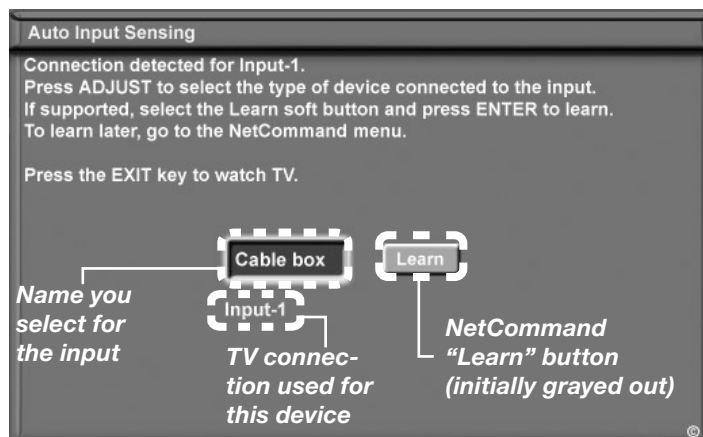 Auto Input Sensing
Connection detected for Input-1.
Press ADJUST to select the type of device connected to the input.
If supported, select the Learn soft button and press ENTER to learn.
To learn later, go to the NetCommand menu.
Press the EXIT key to watch TV.
Cable box
Learn
Input-1
Name you
select for
the input
TV connec-
tion used for
this device
NetCommand
“Learn” button
(initially grayed out)
©